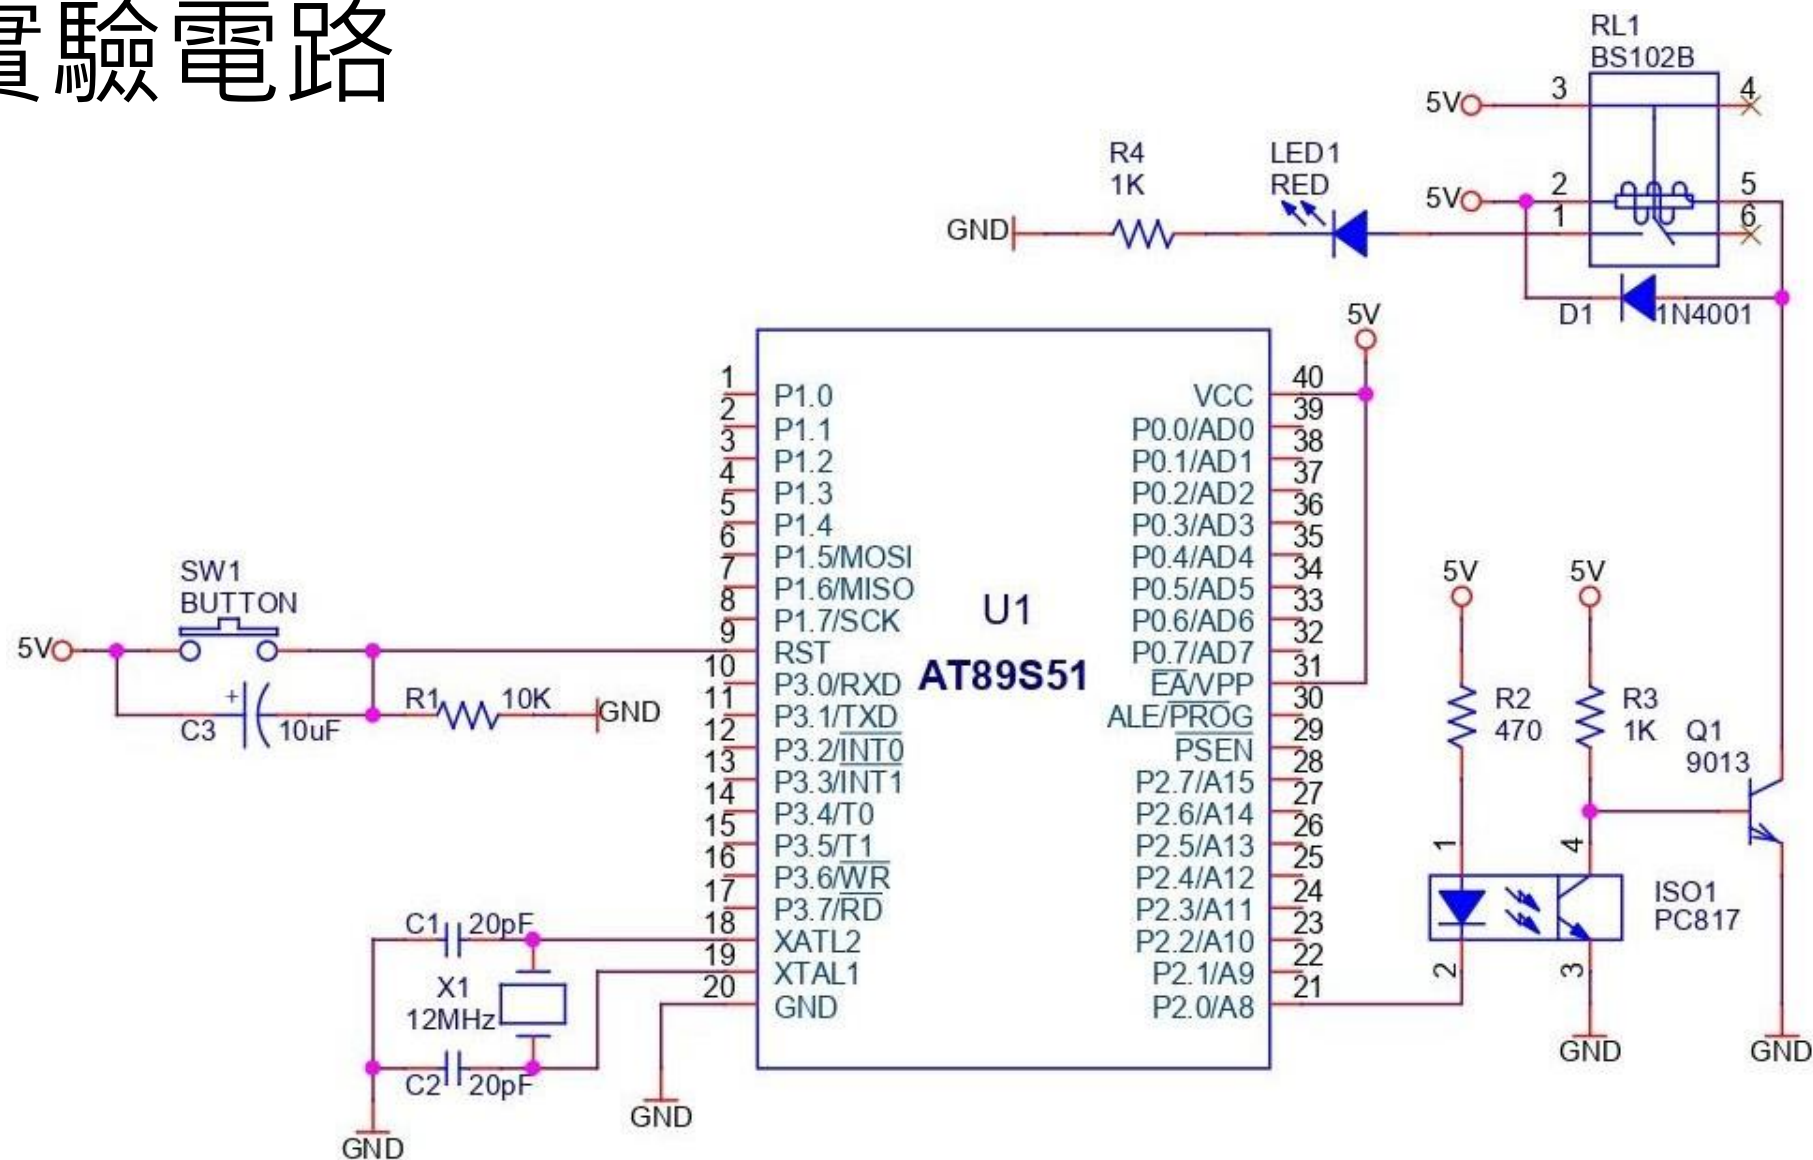 實驗電路
RL1
BS102B
5V
3
4
5V
2
5
1
6
R4
1K
LED1
RED
GND
D1
1N4001
5V
1
P1.0
2
P1.1
3
P1.2
4
P1.3
5
P1.4
6
P1.5/MOSI
7
P1.6/MISO
8
P1.7/SCK
9
RST
10
P3.0/RXD
11
P3.1/TXD
12
P3.2/INT0
13
P3.3/INT1
14
P3.4/T0
15
P3.5/T1
16
P3.6/WR
17
P3.7/RD
18
XATL2
19
XTAL1
20
GND
U1
AT89S51
40
VCC
39
P0.0/AD0
38
P0.1/AD1
37
P0.2/AD2
36
P0.3/AD3
35
P0.4/AD4
34
P0.5/AD5
33
P0.6/AD6
32
P0.7/AD7
31
EA/VPP
30
ALE/PROG
29
PSEN
28
P2.7/A15
27
P2.6/A14
26
P2.5/A13
25
P2.4/A12
24
P2.3/A11
23
P2.2/A10
22
P2.1/A9
21
P2.0/A8
SW1
BUTTON
5V
+
C3
10uF
R1
10K
GND
C1
20pF
X1
12MHz
C2
20pF
GND
GND
5V
5V
R2
470
R3
1K
Q1
9013
1
4
ISO1
PC817
2
3
GND
GND